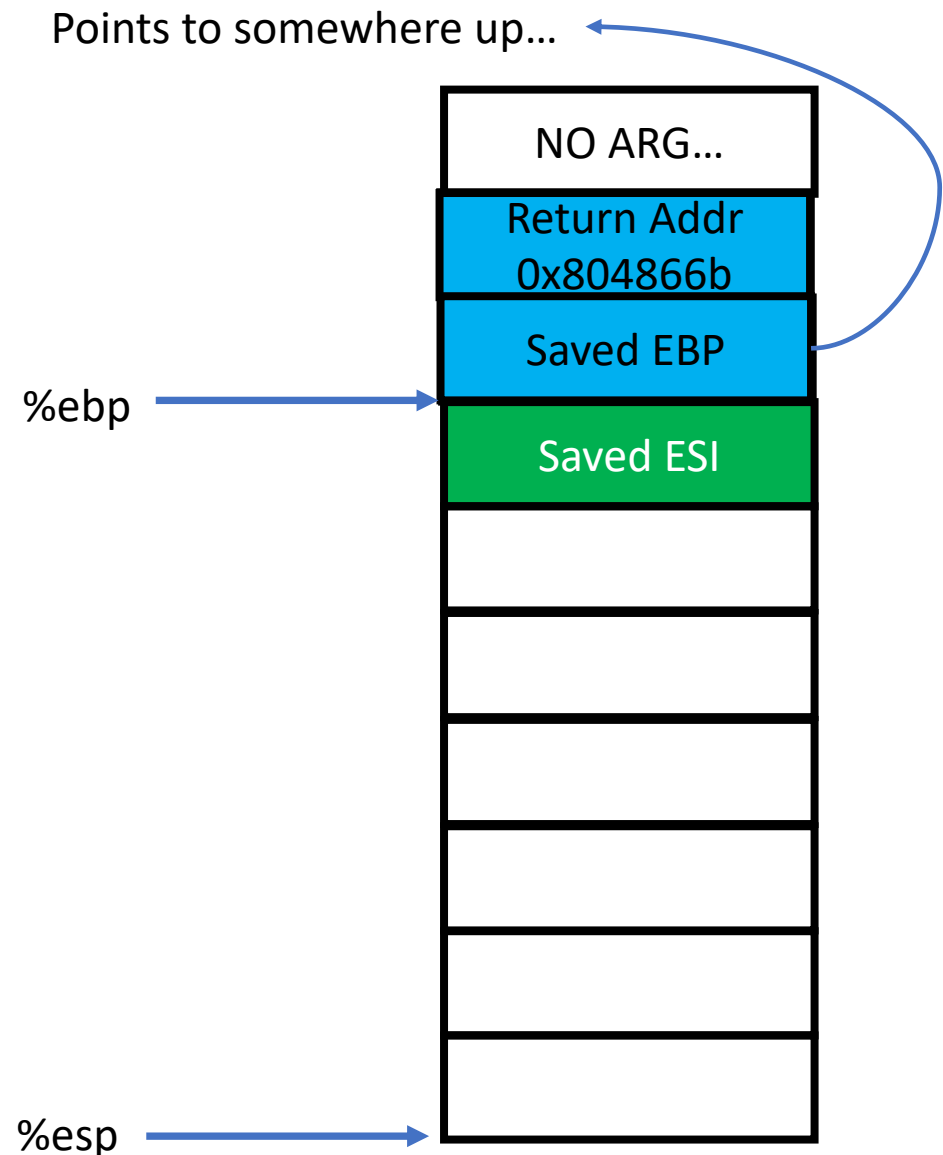 Points to somewhere up…
NO ARG…
Return Addr
0x804866b
Saved EBP
%ebp
Saved ESI
%esp